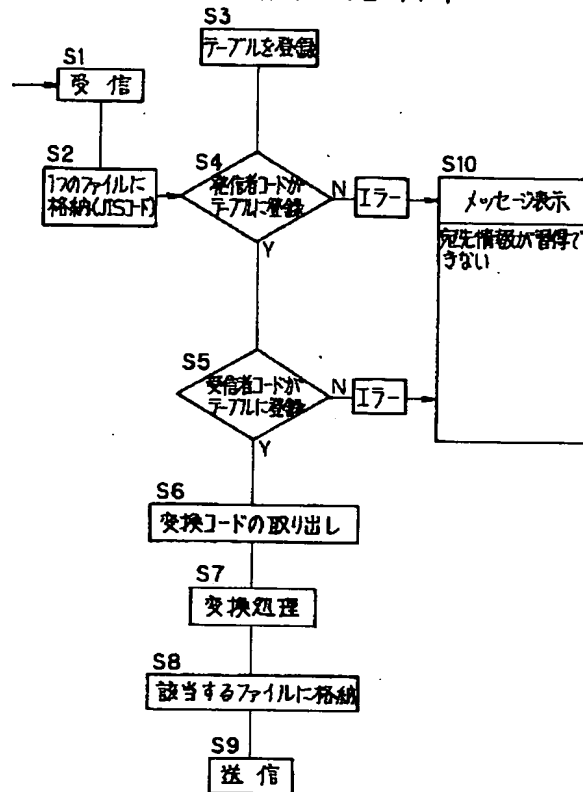 S3
テーブルを登録
S1
受信
S2
1つのファイルに
格納(JISコード)
S4
発信者コードが
テーブルに登録
N
エラー
Y
S10
メッセージ表示
宛先情報が習得で
きない
S5
受信者コードが
テーブルに登録
N
エラー
Y
S6
変換コードの取り出し
S7
変換処理
S8
該当するファイルに格納
S9
送信